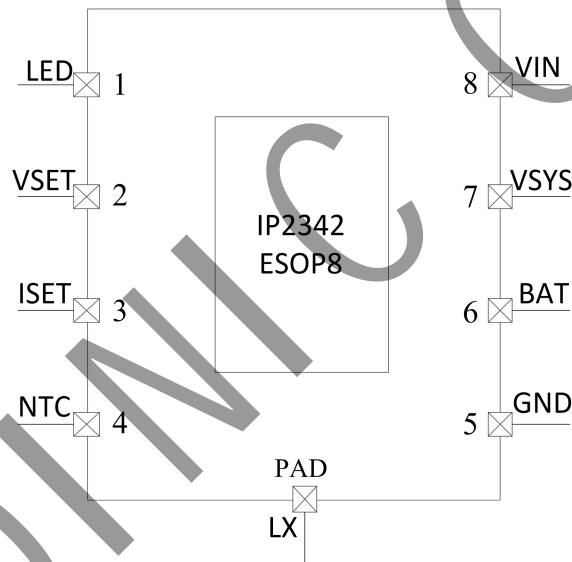 LED 1 8 VIN
VSET 2 7 VSYS
IP2342
ESOP8
ISET 3 6 BAT
NTC 4 5 GND
PAD
LX